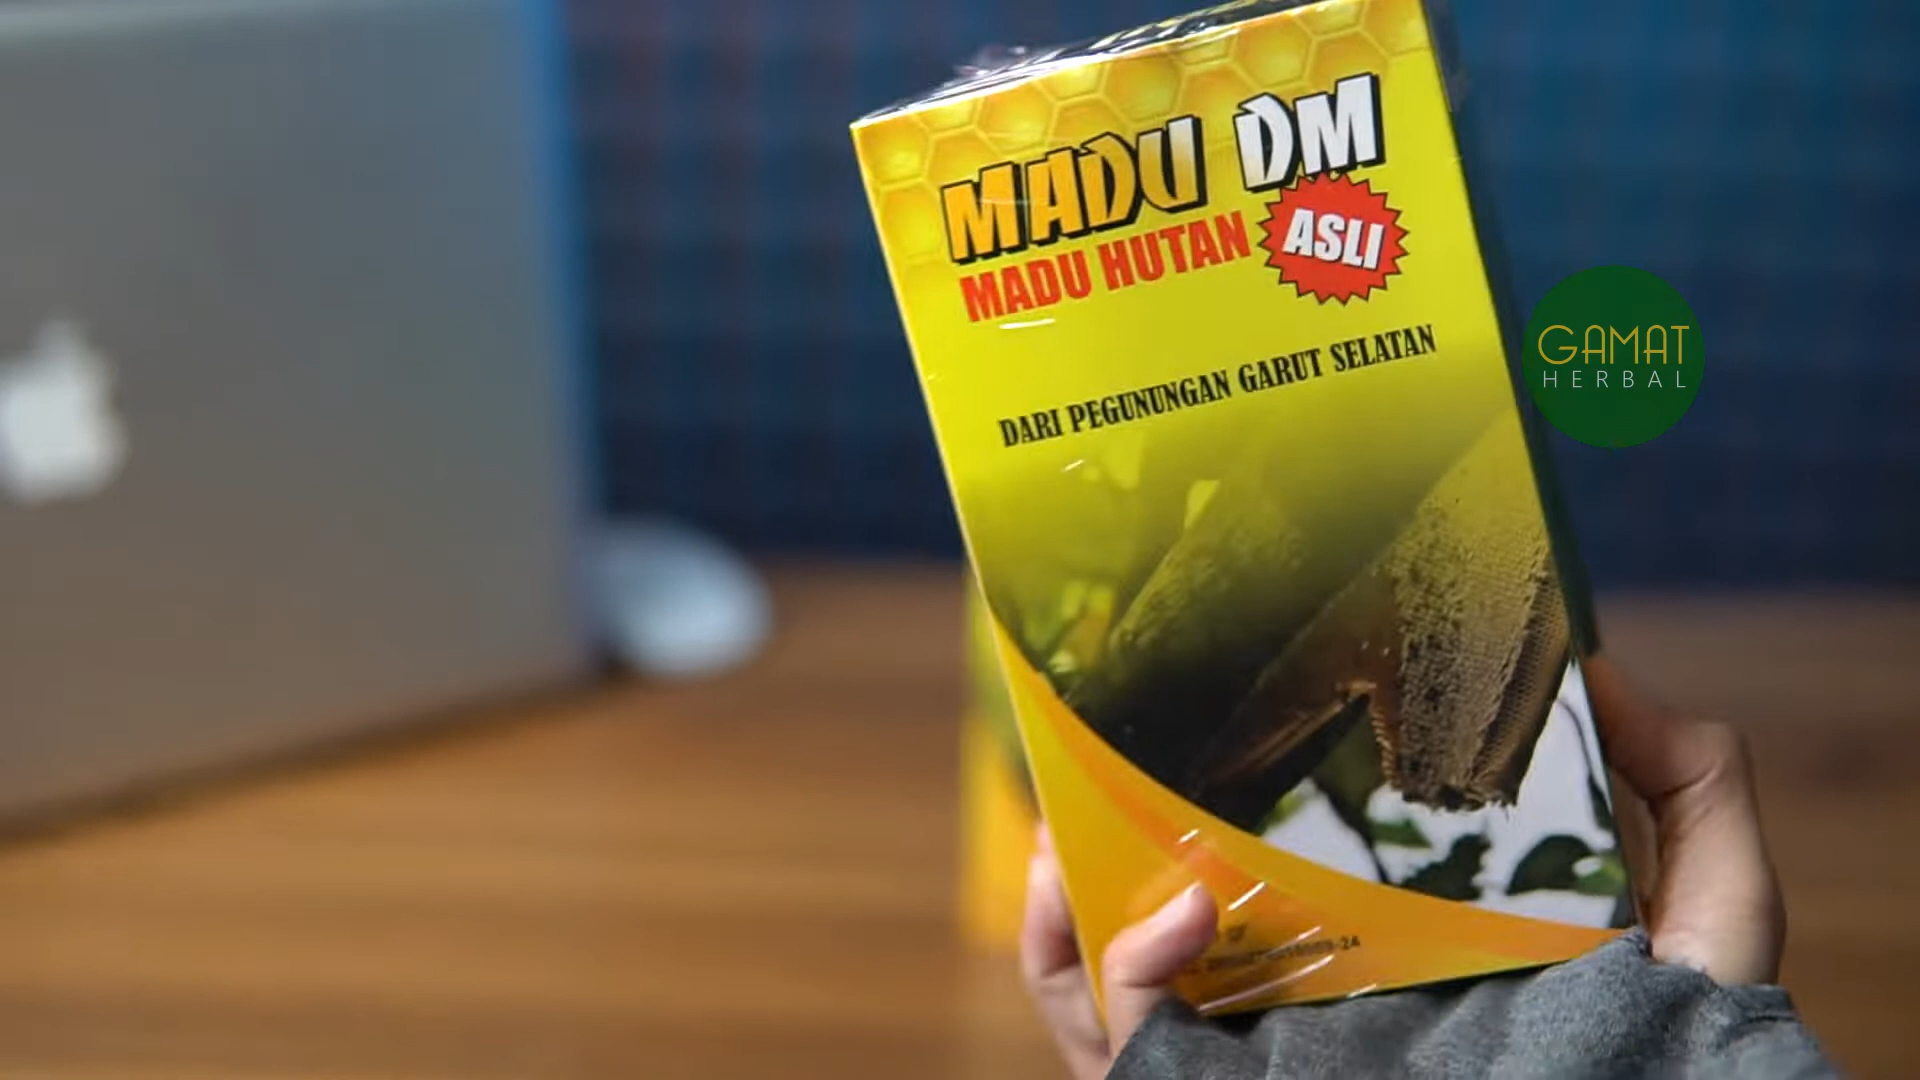 MADU DM
MADU HUTAN ASLI
DARI PEGUNUNGAN GARUT SELATAN
GAMAT
HERBAL